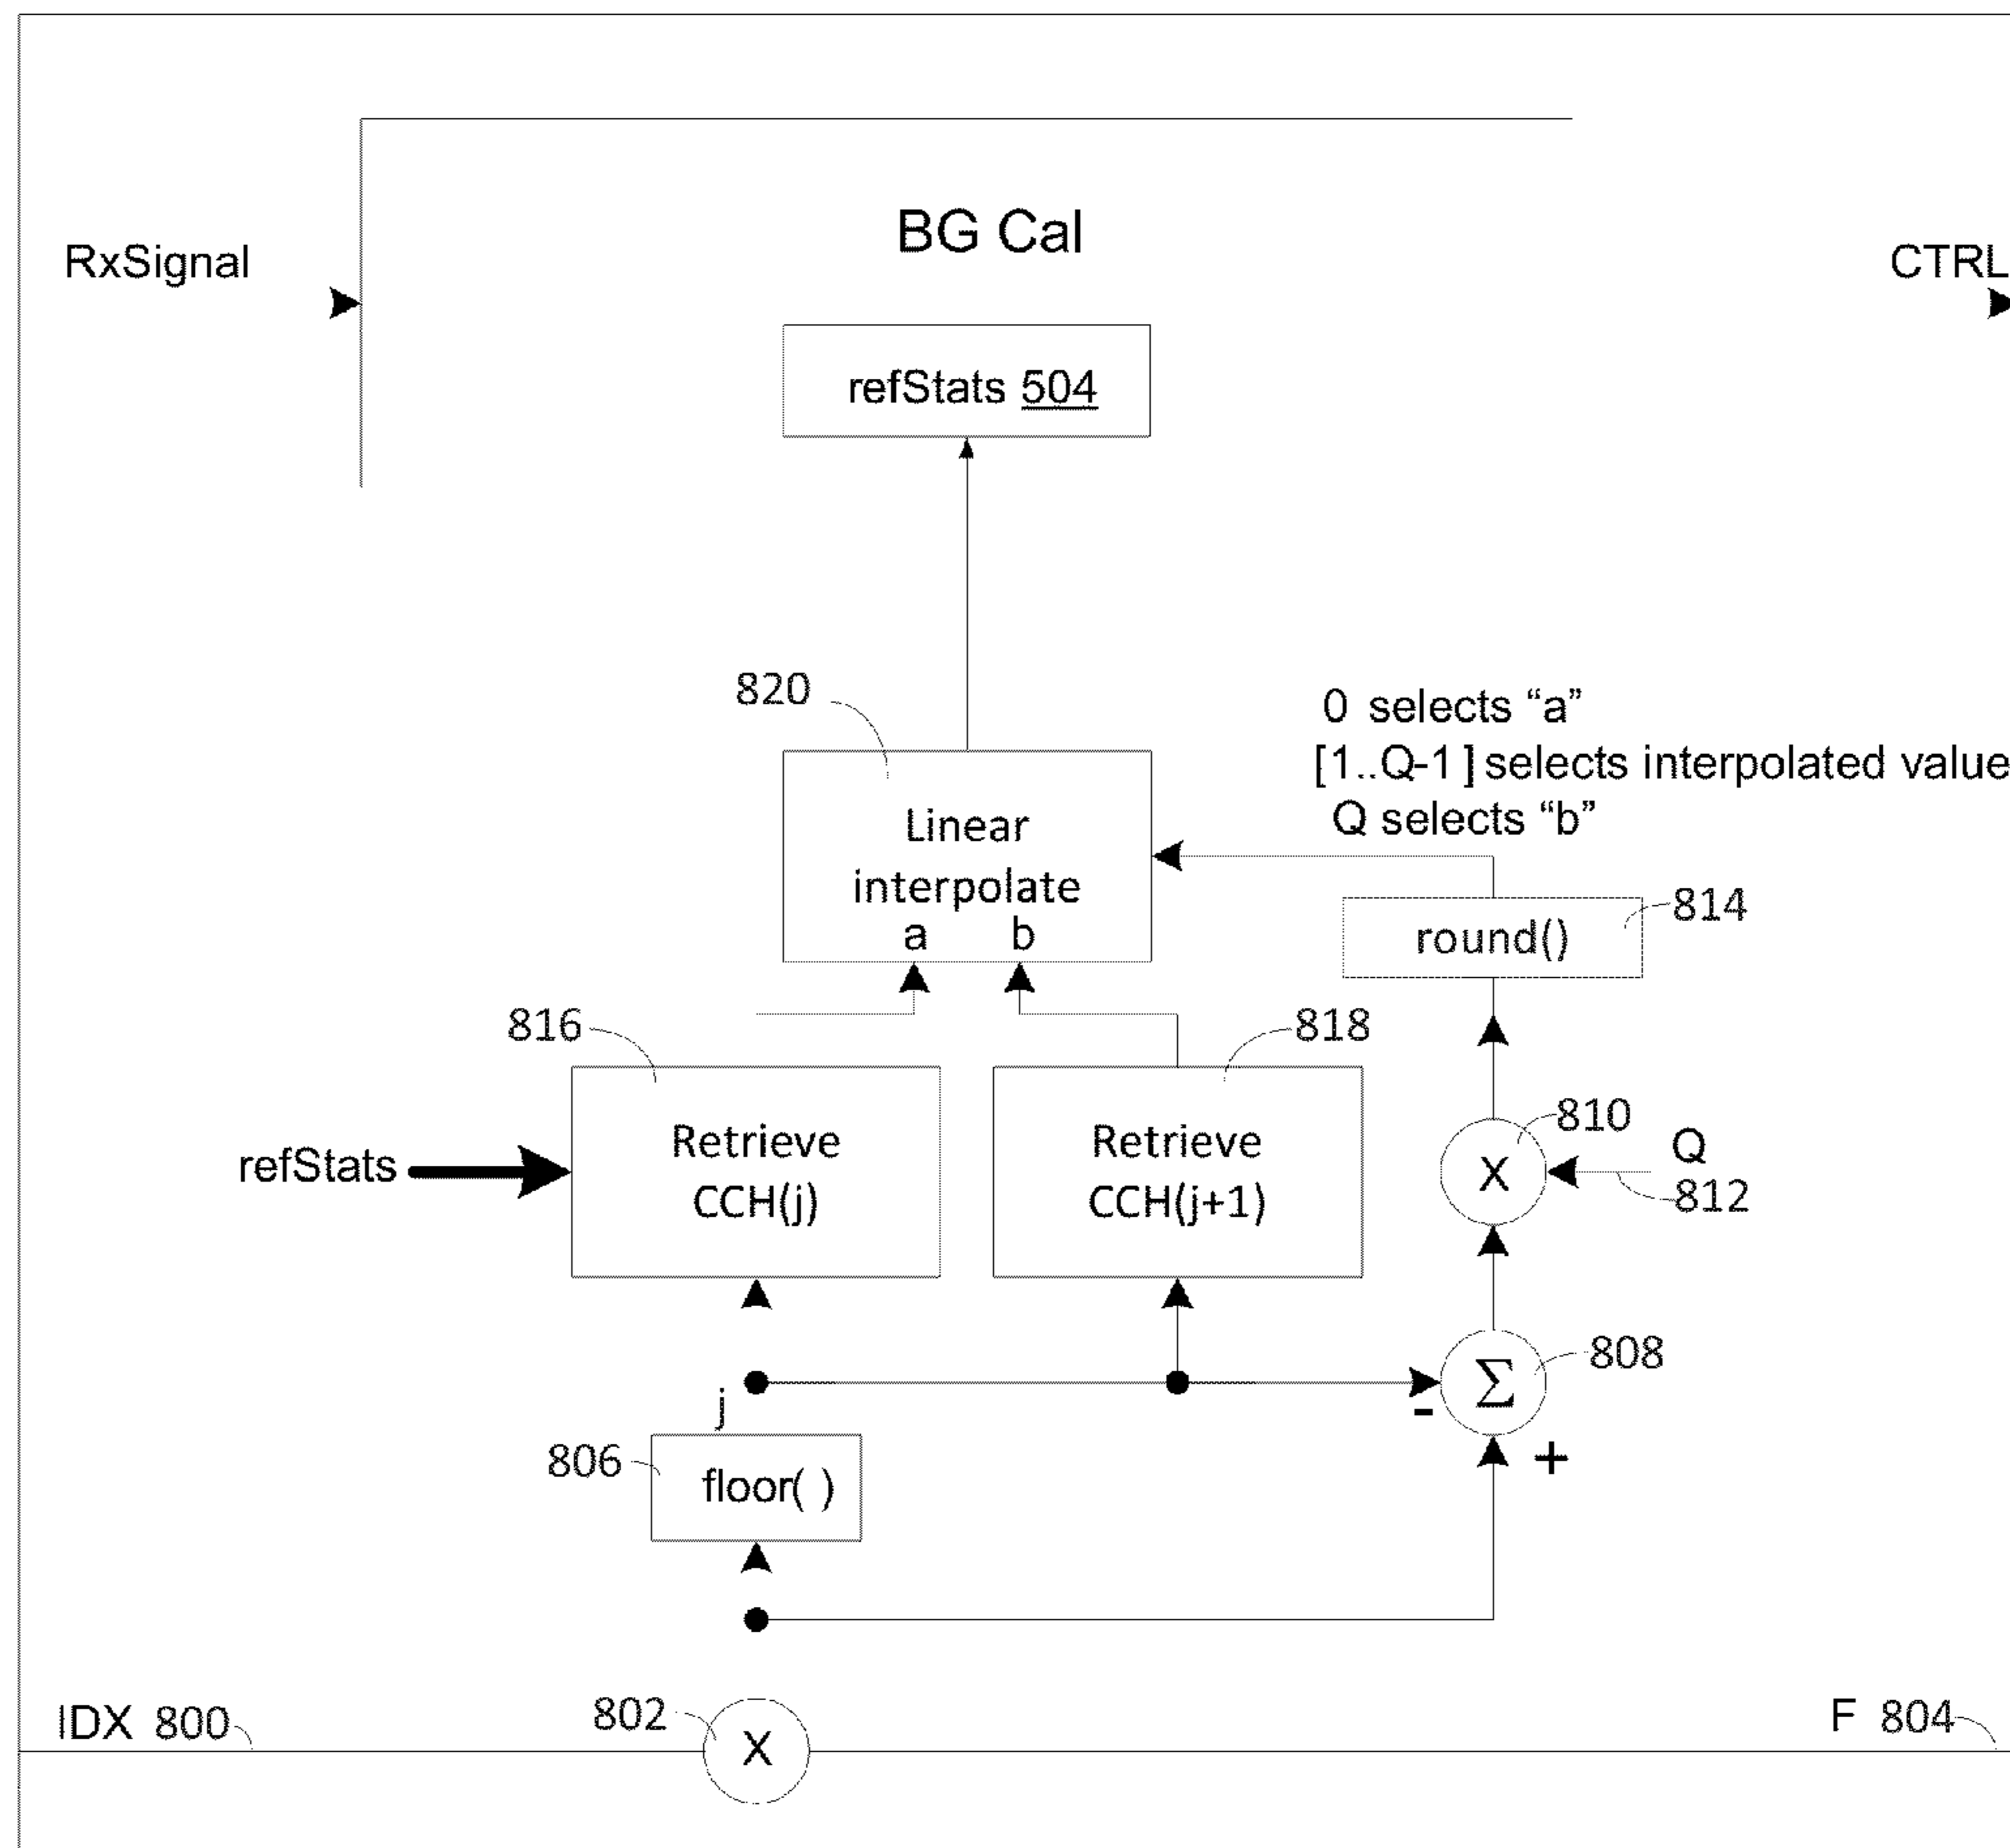 BG Cal
RxSignal
CTRL
refStats 504
820
0 selects “a”
[1..Q-1] selects interpolated value
Q selects “b”
Linear
interpolate
a b
814
round()
816
818
810
Retrieve
CCH(j)
Retrieve
CCH(j+1)
refStats
X
Q
812
808
Σ
-
+
j
806
floor( )
IDX 800
802
X
F 804